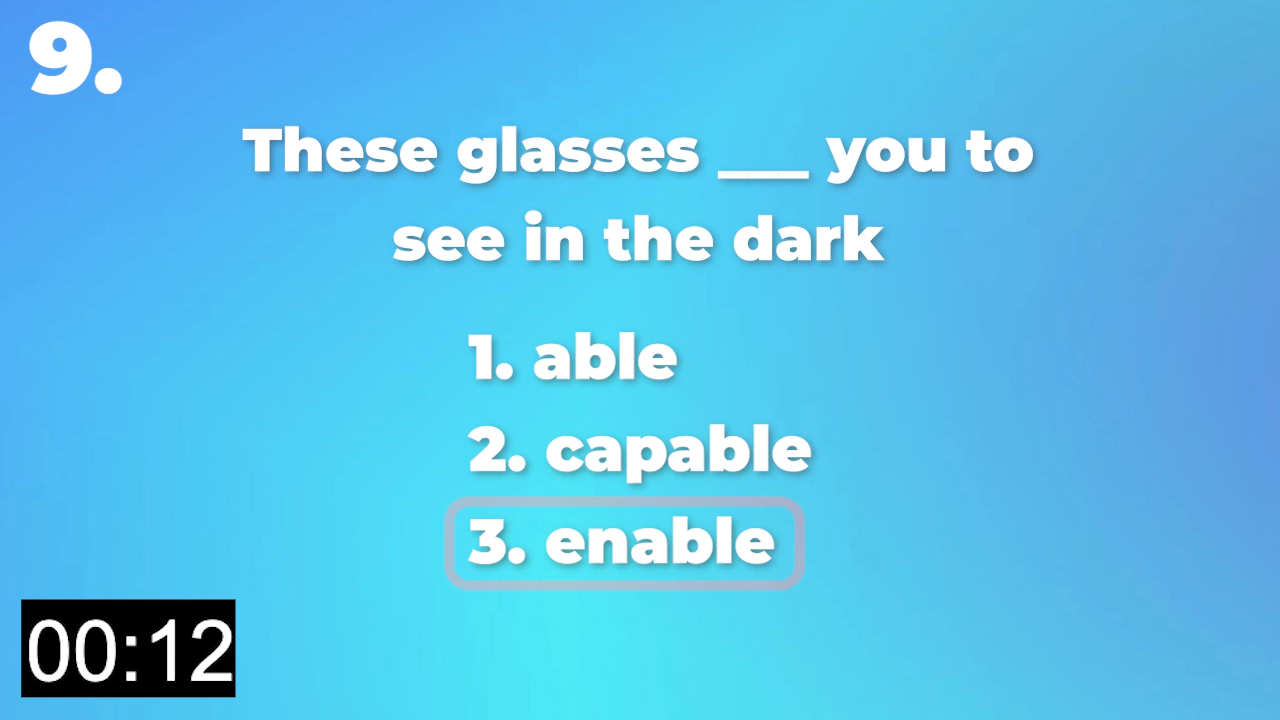 9.
These glasses ___ you to
see in the dark
1. able
2. capable
3. enable
00:12